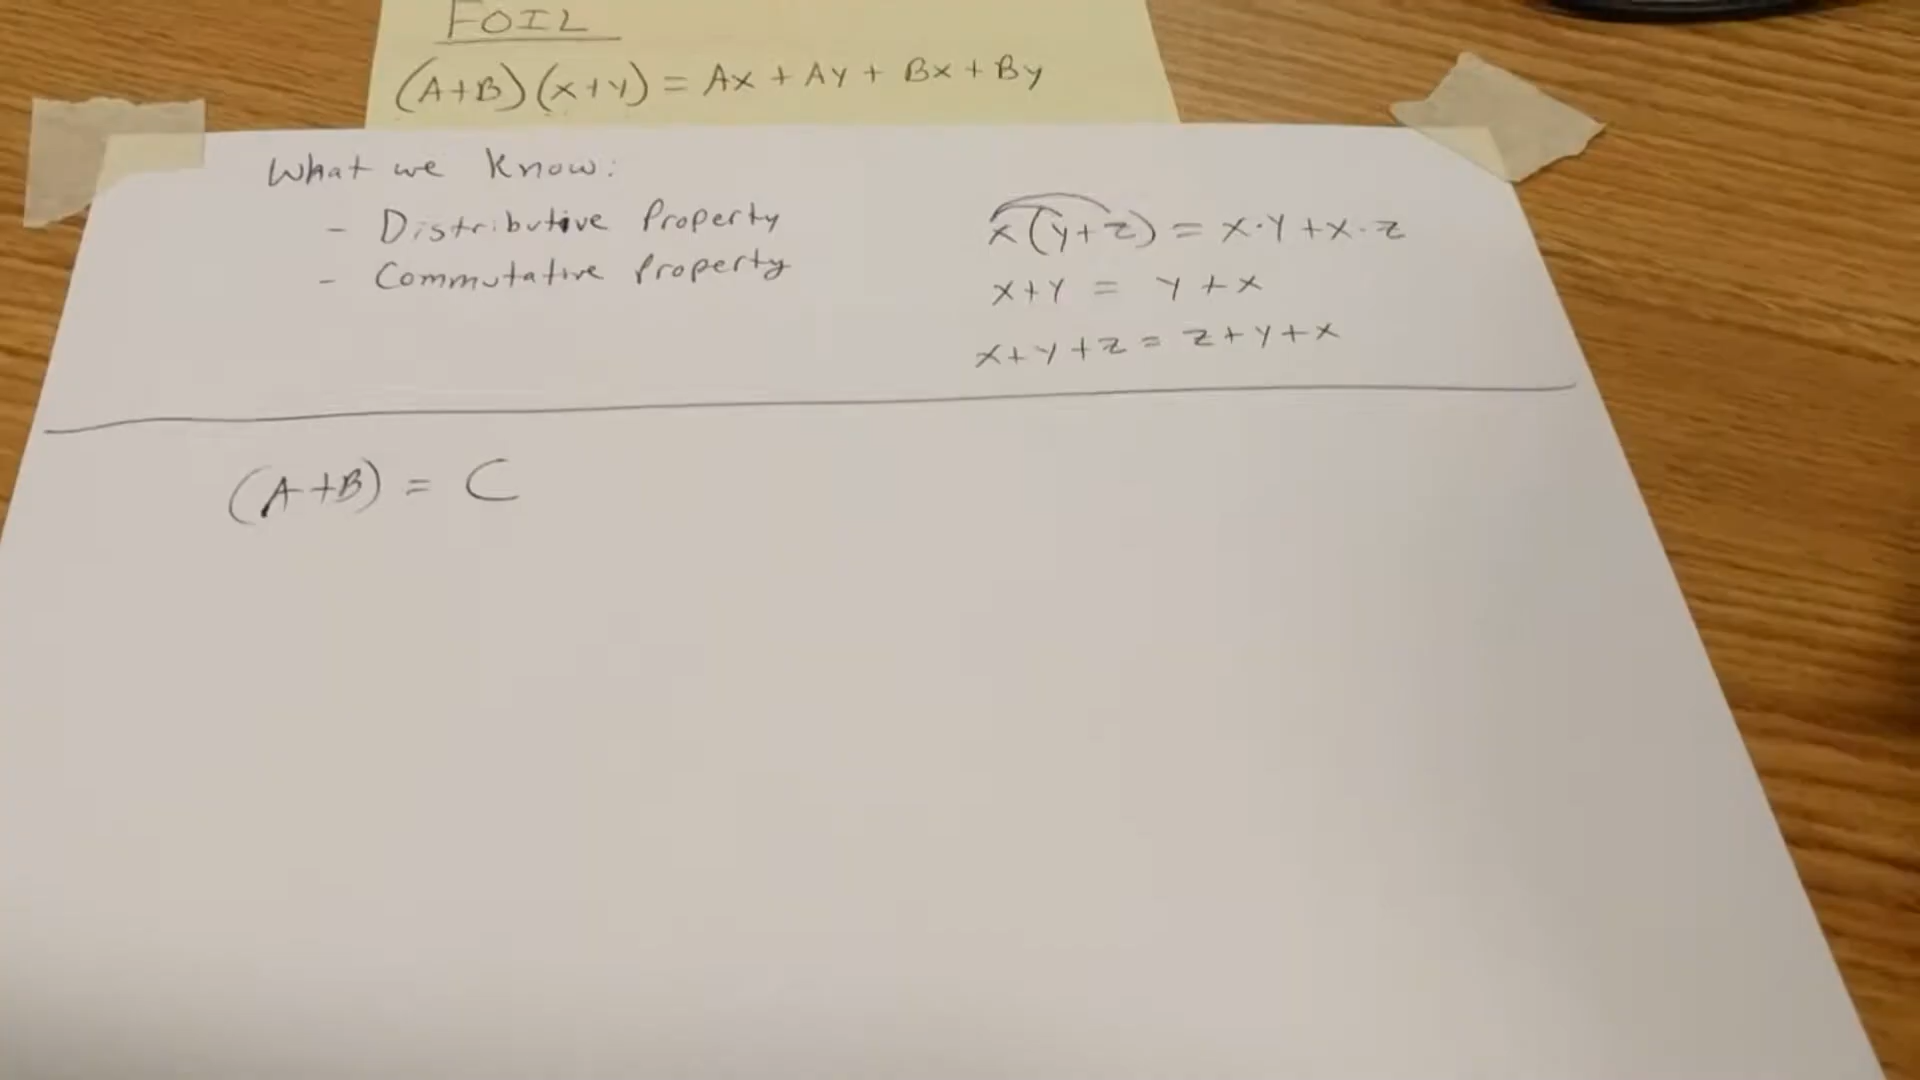 FOIL
(A+B)(x+y) = Ax + Ay + Bx + By
What we know:
- Distributive Property
x(y+z) = x·y + x·z
- Commutative Property
x+y = y+x
x+y+z = z+y+x
(A+B) = C